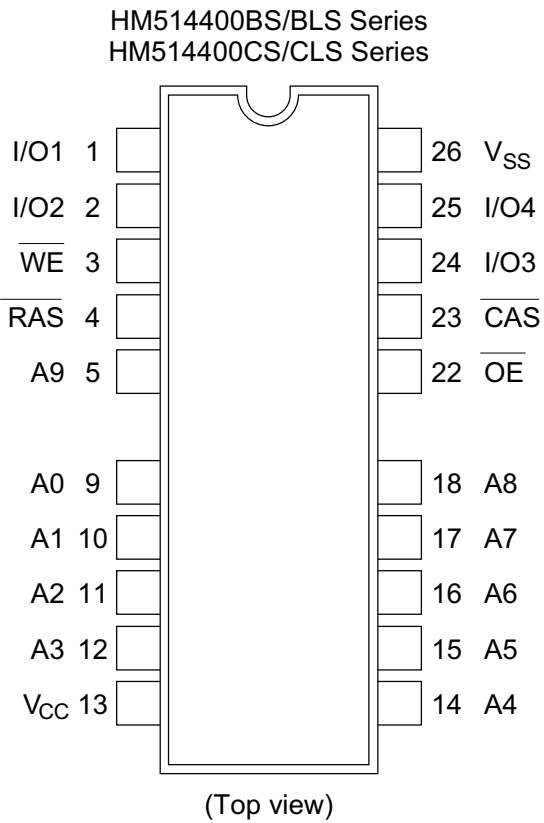 HM514400BS/BLS Series
HM514400CS/CLS Series
I/O1 1 26 VSS
I/O2 2 25 I/O4
WE 3 24 I/O3
RAS 4 23 CAS
A9 5 22 OE
A0 9 18 A8
A1 10 17 A7
A2 11 16 A6
A3 12 15 A5
VCC 13 14 A4
(Top view)